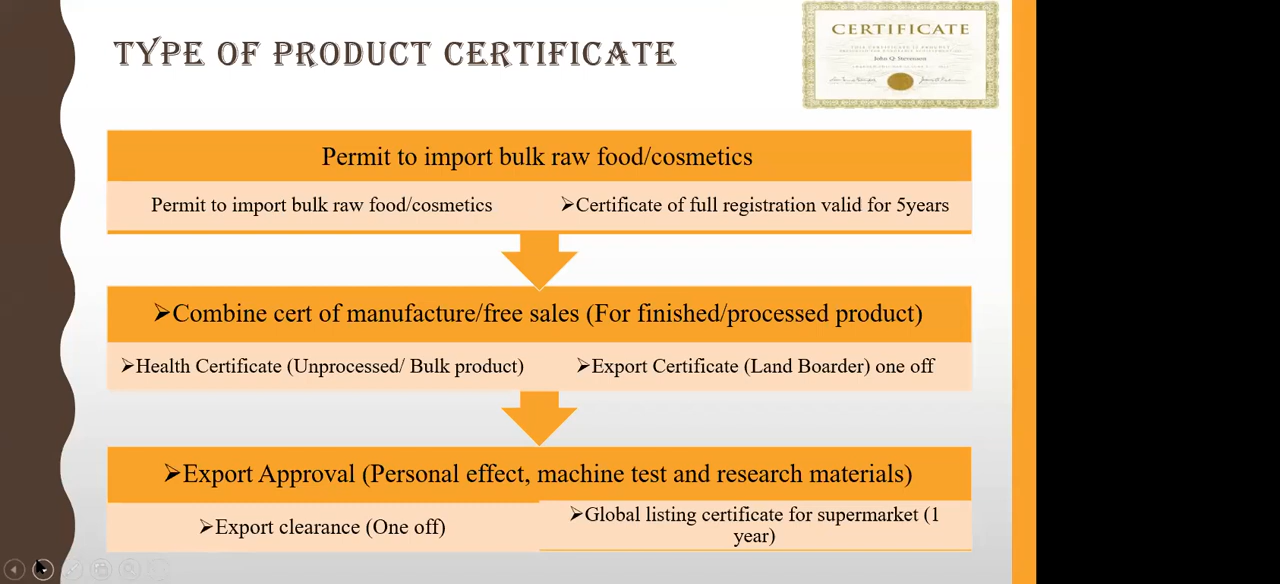 TYPE OF PRODUCT CERTIFICATE
CERTIFICATE
John Q Stevenson
Permit to import bulk raw food/cosmetics
Permit to import bulk raw food/cosmetics
➢Certificate of full registration valid for 5years
➢Combine cert of manufacture/free sales (For finished/processed product)
➢Health Certificate (Unprocessed/ Bulk product)
➢Export Certificate (Land Boarder) one off
➢Export Approval (Personal effect, machine test and research materials)
➢Export clearance (One off)
➢Global listing certificate for supermarket (1
year)